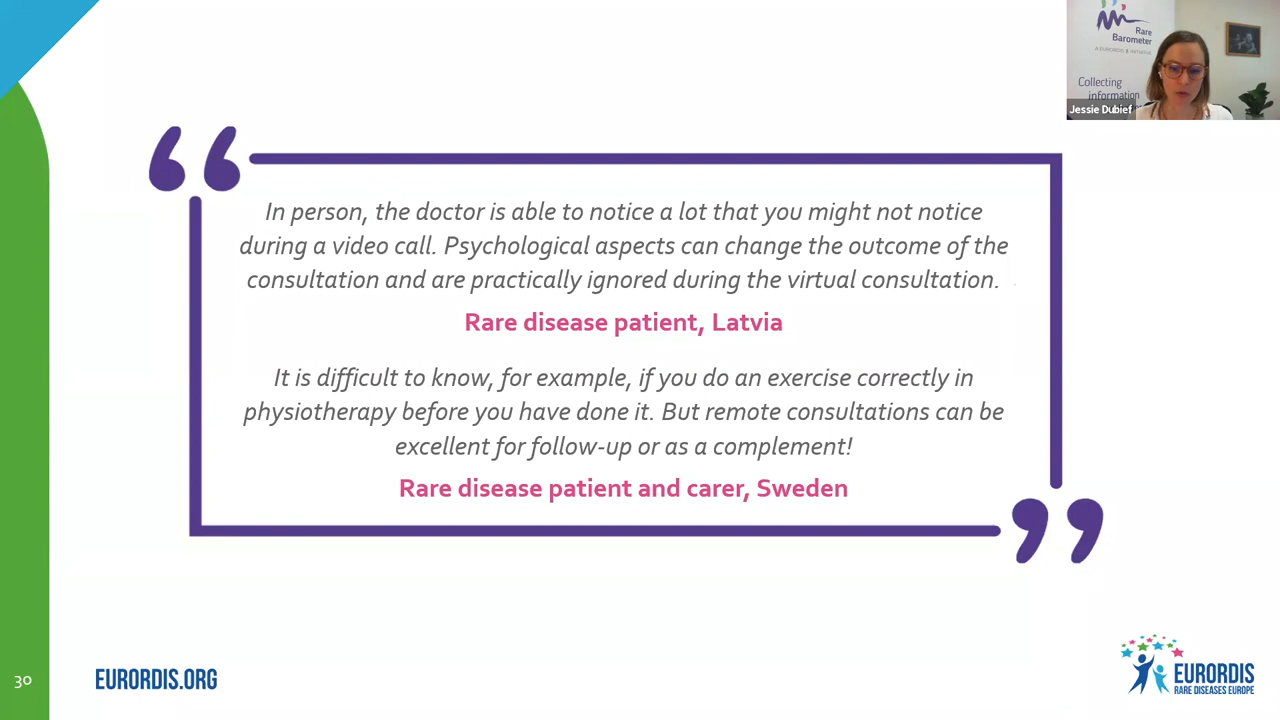 Rare
Barometer
A EURORDIS INITIATIVE
Collecting
information
Jessie Dubief
In person, the doctor is able to notice a lot that you might not notice
during a video call. Psychological aspects can change the outcome of the
consultation and are practically ignored during the virtual consultation.
Rare disease patient, Latvia
It is difficult to know, for example, if you do an exercise correctly in
physiotherapy before you have done it. But remote consultations can be
excellent for follow-up or as a complement!
Rare disease patient and carer, Sweden
30
EURORDIS.ORG
EURORDIS
RARE DISEASES EUROPE